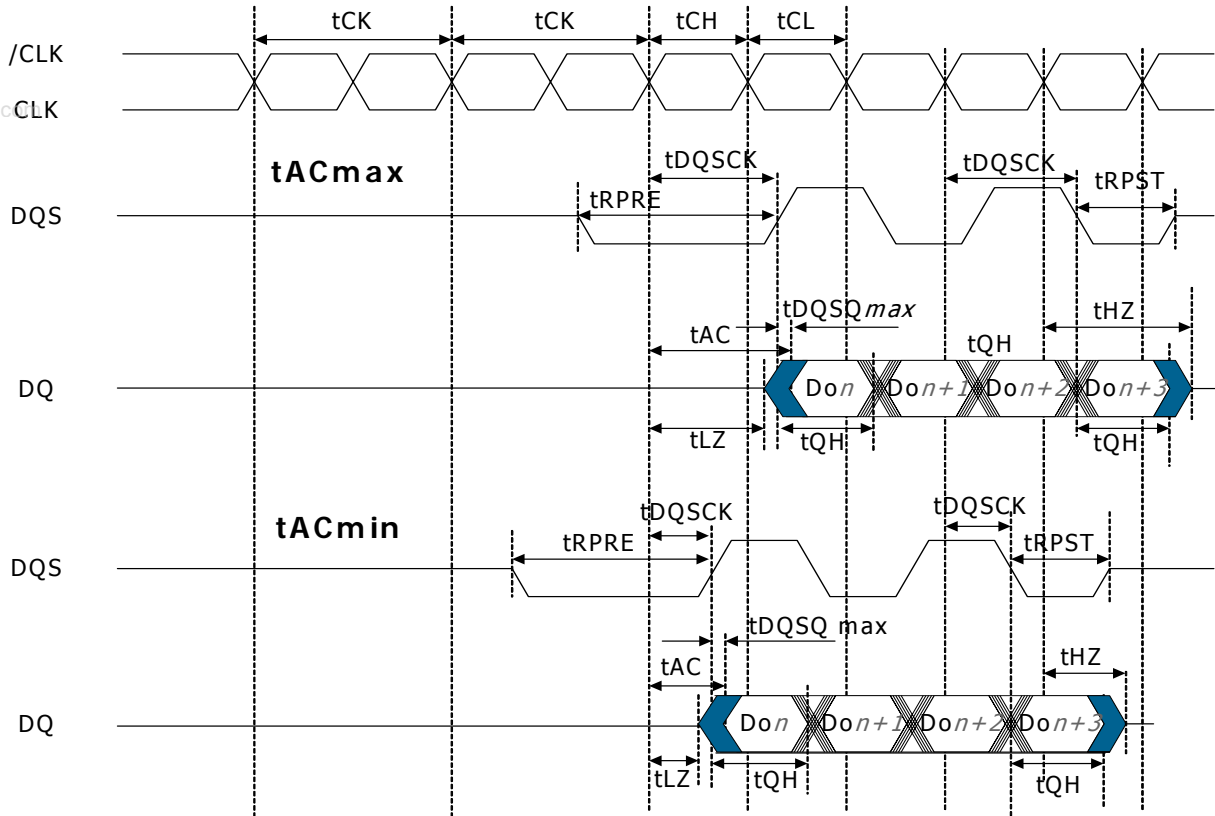 tCK tCK tCH tCL
/CLK
com
CLK
tACmax
tDQSCK tDQSCK
tRPST
tRPRE
DQS
tDQSQmax
tHZ
tAC
tQH
DQ
Don Don+1 Don+2 Don+3
tLZ tQH tQH
tDQSCK
tDQSCK
tACmin
tRPRE tRPST
DQS
tDQSQ max
tAC tHZ
DQ
Don Don+1 Don+2 Don+3
tLZ tQH tQH